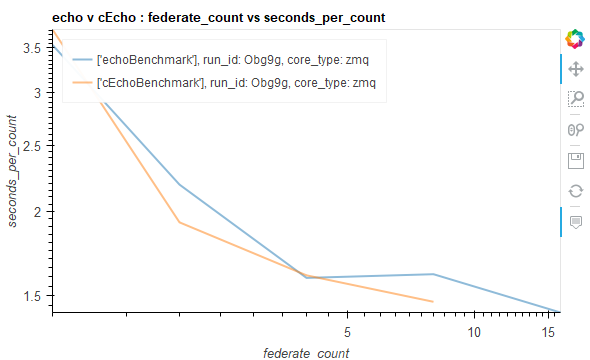 echo v cEcho : federate_count vs seconds_per_count
['echoBenchmark'], run_id: Obg9g, core_type: zmq
['cEchoBenchmark'], run_id: Obg9g, core_type: zmq
seconds_per_count
3.5
3
2.5
2
1.5
5
10
15
federate_count